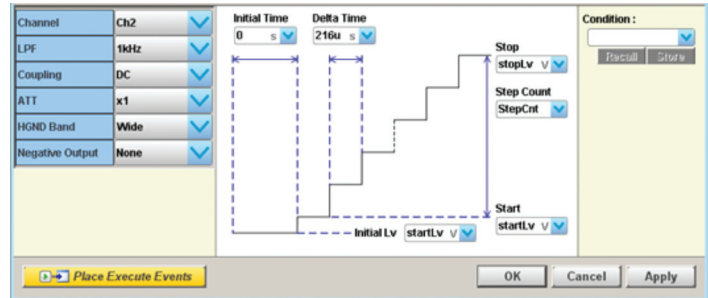 Channel Ch2
LPF 1kHz
Coupling DC
ATT x1
HGND Band Wide
Negative Output None
Initial Time
0 s
Delta Time
216u s
Stop
stopLv V
Step Count
StepCnt
Start
startLv V
Initial Lv startLv V
Condition :
Recall Store
Place Execute Events
OK Cancel Apply